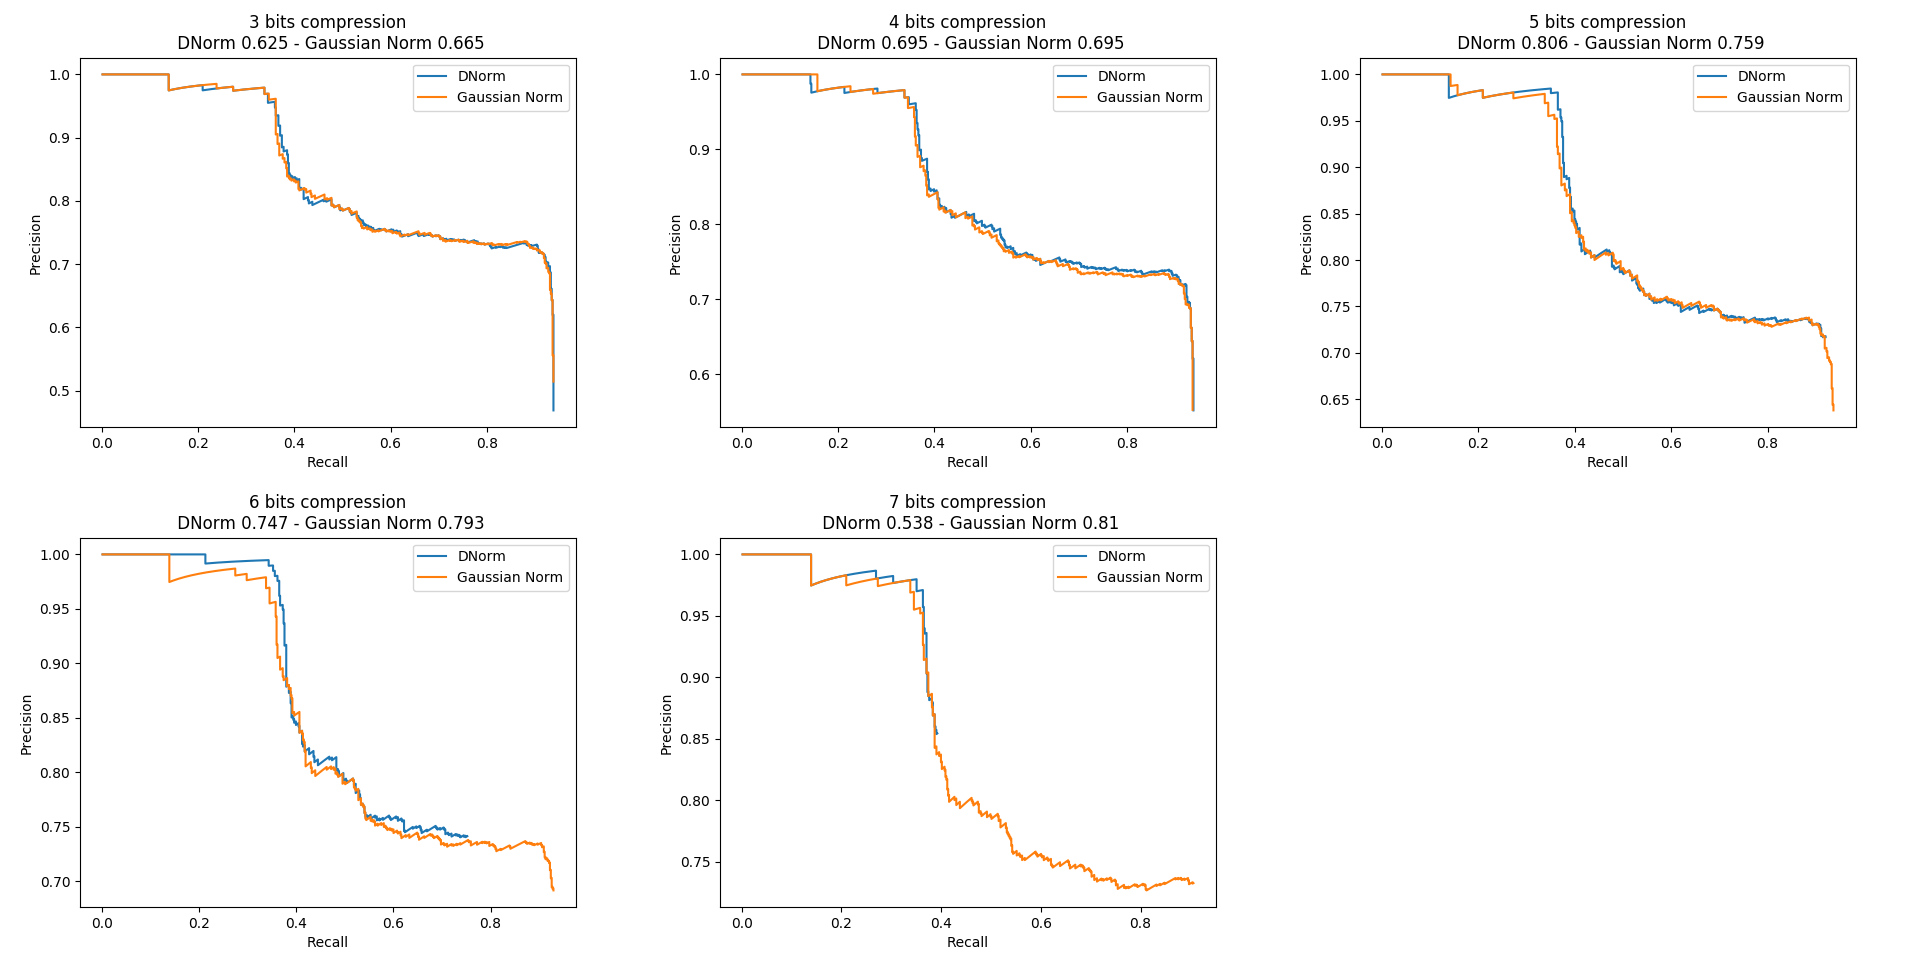 3 bits compression
DNorm 0.625 - Gaussian Norm 0.665
1.0
0.9
0.8
0.7
0.6
0.5
Precision
0.0
0.2
0.4
0.6
0.8
Recall
DNorm
Gaussian Norm
4 bits compression
DNorm 0.695 - Gaussian Norm 0.695
1.0
0.9
0.8
0.7
0.6
Precision
0.0
0.2
0.4
0.6
0.8
Recall
DNorm
Gaussian Norm
5 bits compression
DNorm 0.806 - Gaussian Norm 0.759
1.00
0.95
0.90
0.85
0.80
0.75
0.70
0.65
Precision
0.0
0.2
0.4
0.6
0.8
Recall
DNorm
Gaussian Norm
6 bits compression
DNorm 0.747 - Gaussian Norm 0.793
1.00
0.95
0.90
0.85
0.80
0.75
0.70
Precision
0.0
0.2
0.4
0.6
0.8
Recall
DNorm
Gaussian Norm
7 bits compression
DNorm 0.538 - Gaussian Norm 0.81
1.00
0.95
0.90
0.85
0.80
0.75
Precision
0.0
0.2
0.4
0.6
0.8
Recall
DNorm
Gaussian Norm